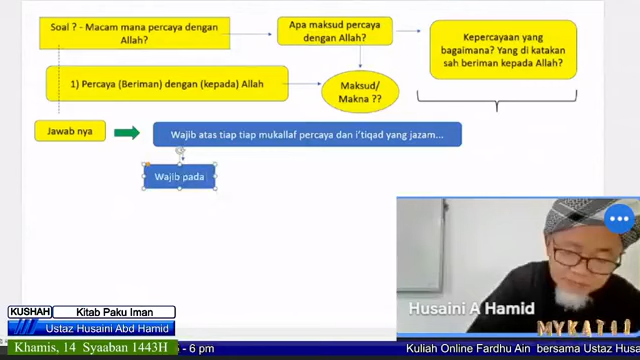 Soal ? - Macam mana percaya dengan
Allah?
Apa maksud percaya
dengan Allah?
Kepercayaan yang
bagaimana? Yang di katakan
sah beriman kepada Allah?
1) Percaya (Beriman) dengan (kepada) Allah
Maksud/
Makna ??
Jawab nya
Wajib atas tiap tiap mukallaf percaya dan i'tiqad yang jazam...
Wajib pada
Husaini A Hamid
KUSHAH
Kitab Paku Iman
Ustaz Husaini Abd Hamid
Khamis, 14 Syaaban 1443H
- 6 pm
Kuliah Online Fardhu Ain bersama Ustaz Husa